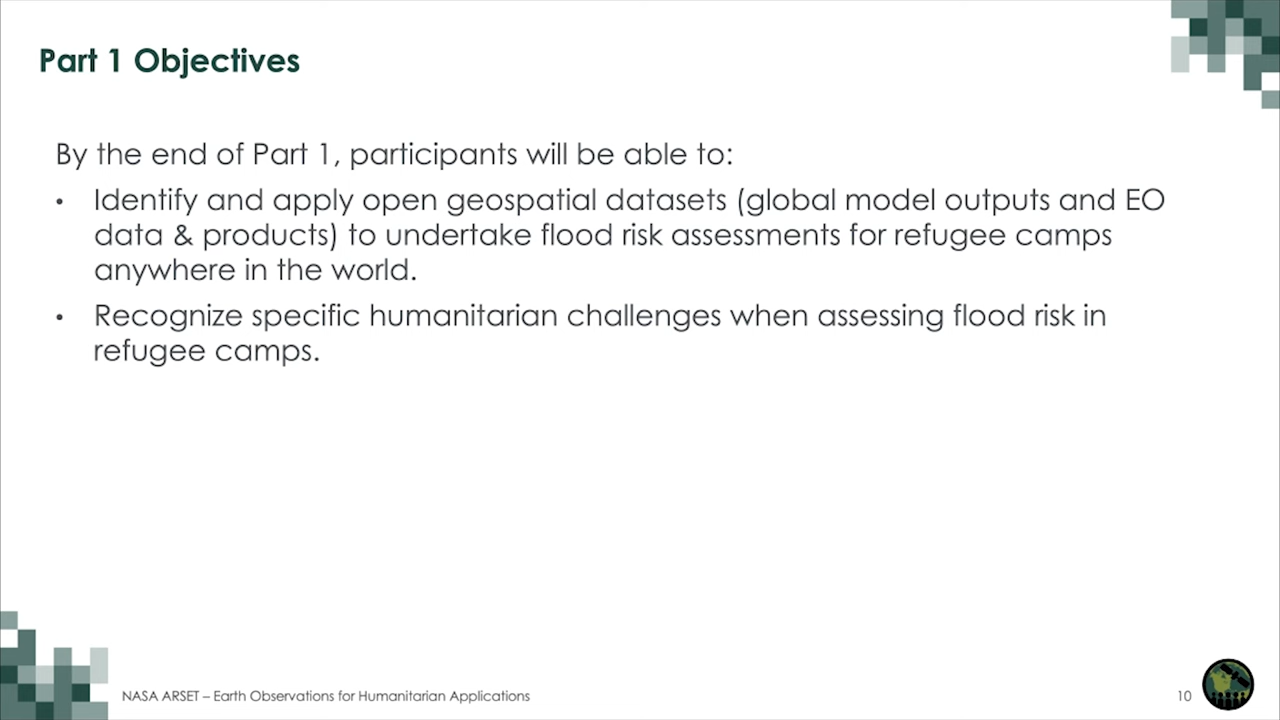 Part 1 Objectives
By the end of Part 1, participants will be able to:
• Identify and apply open geospatial datasets (global model outputs and EO
data & products) to undertake flood risk assessments for refugee camps
anywhere in the world.
• Recognize specific humanitarian challenges when assessing flood risk in
refugee camps.
NASA ARSET – Earth Observations for Humanitarian Applications
10